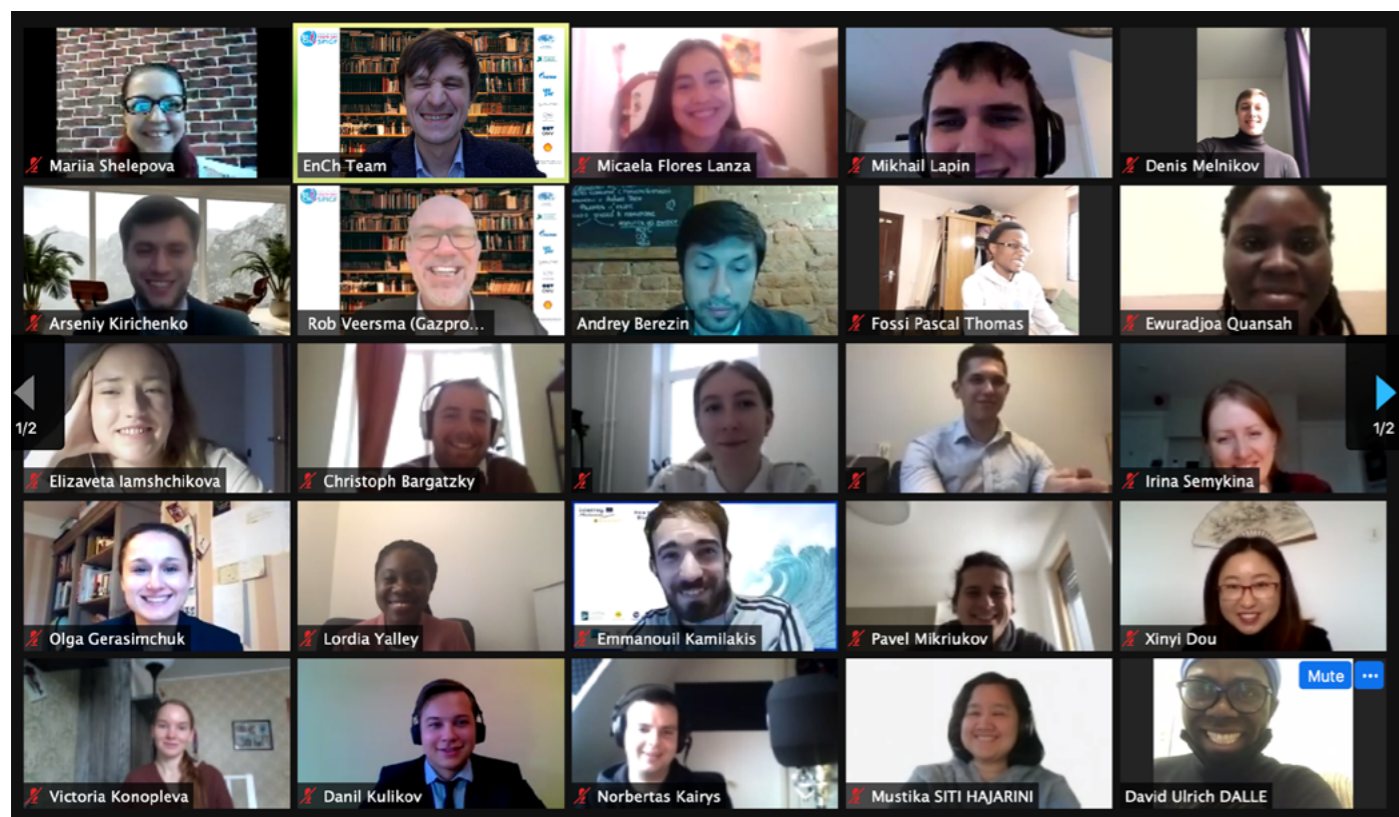 SPIGF
Mariia Shelepova
EnCh Team
Micaela Flores Lanza
Mikhail Lapin
Denis Melnikov
SPIGF
Arseniy Kirichenko
Rob Veersma (Gazpro...
Andrey Berezin
Fossi Pascal Thomas
Ewuradjoa Quansah
1/2
1/2
Elizaveta Iamshchikova
Christoph Bargatzky
Irina Semykina
Olga Gerasimchuk
Lordia Yalley
Emmanouil Kamilakis
Pavel Mikriukov
Xinyi Dou
Mute
Victoria Konopleva
Danil Kulikov
Norbertas Kairys
Mustika SITI HAJARINI
David Ulrich DALLE